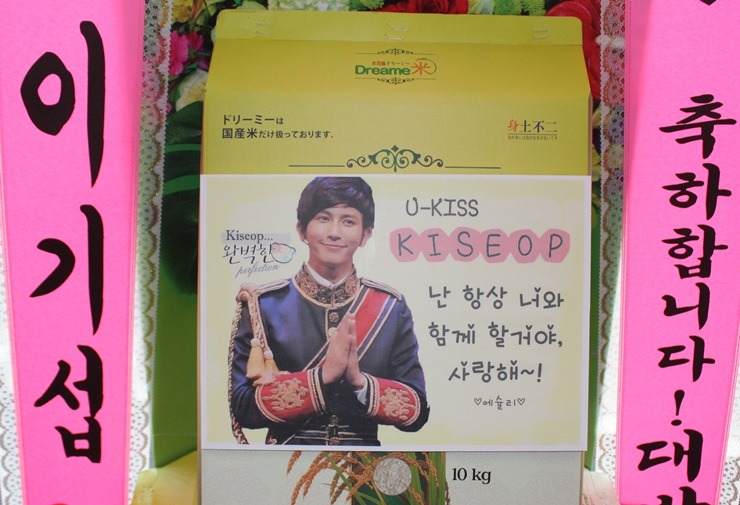 이기섭
Dreame米
ドリーミーは
国産米だけ扱っております.
身土不二
U-KISS
KISEOP
Kiseop...
완벽한
perfection
난 항상 너와
함께 할거야,
사랑해~!
♡에슐리♡
10 kg
축하합니다! 대